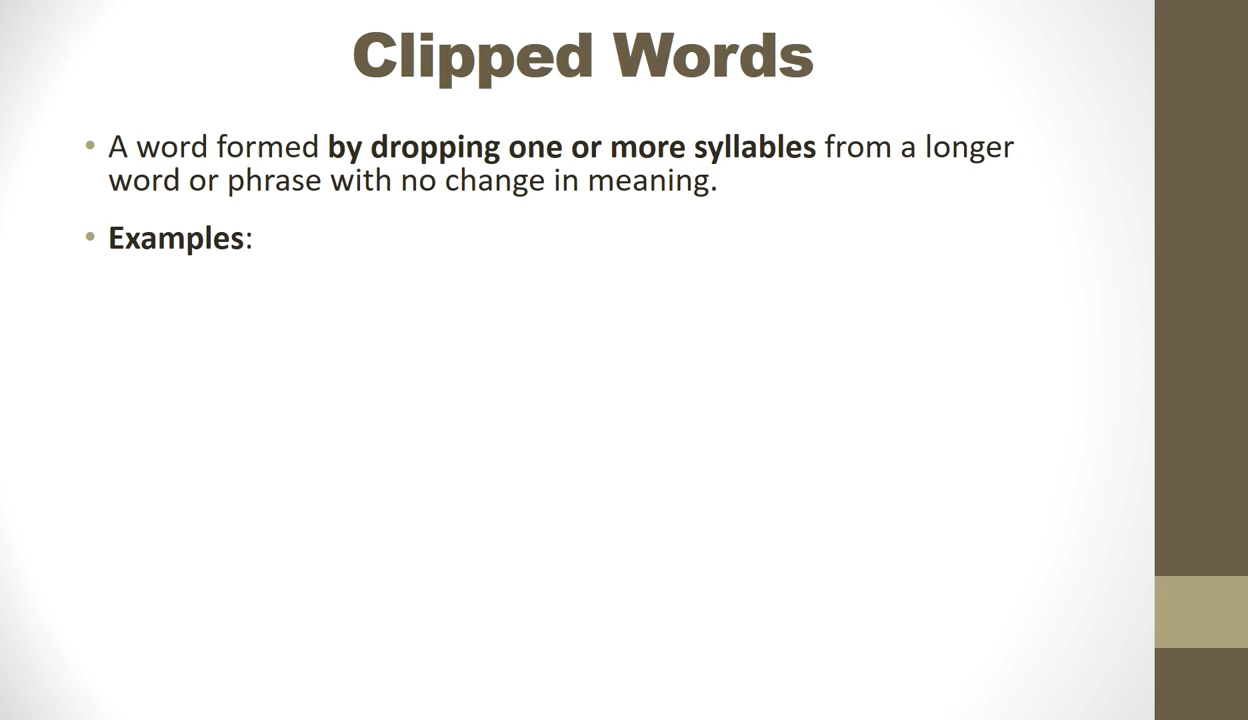 Clipped Words
• A word formed by dropping one or more syllables from a longer
word or phrase with no change in meaning.
• Examples: